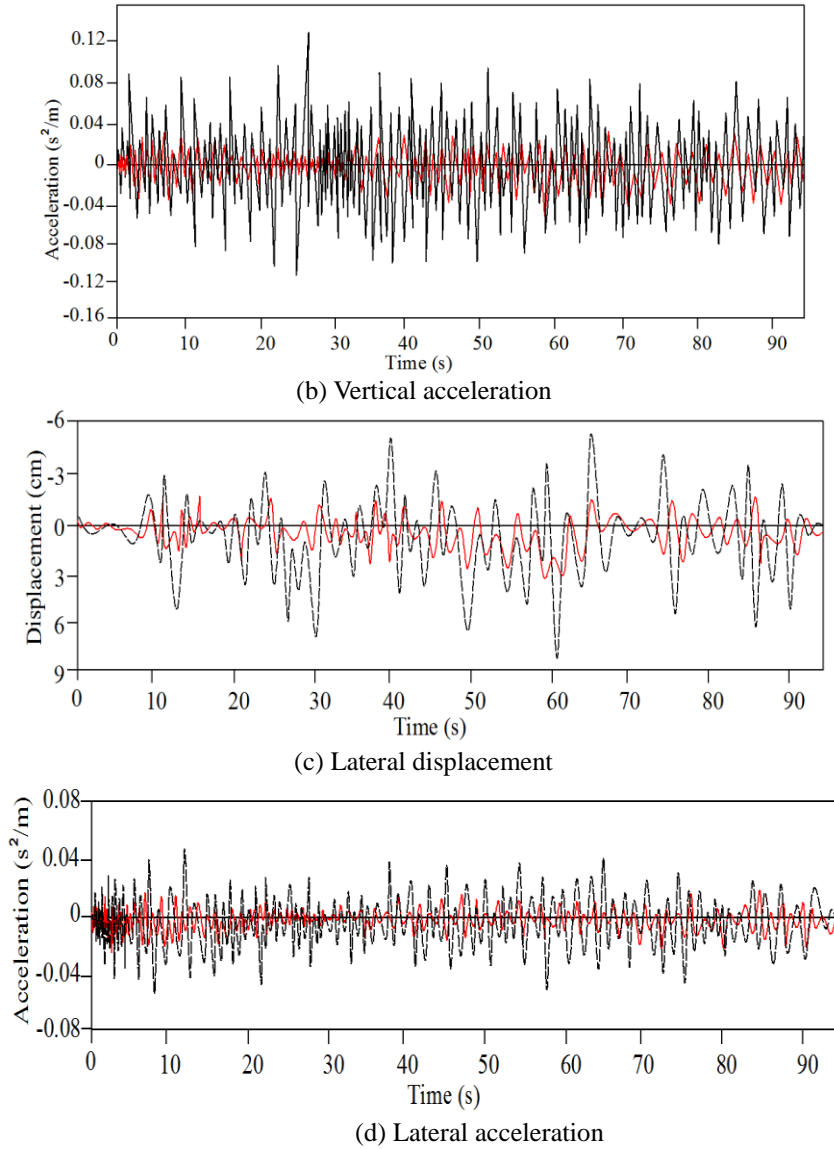 0.12
0.08
0.04
0
-0.04
-0.08
-0.12
-0.16
Acceleration (s²/m)
0 10 20 30 40 50 60 70 80 90
Time (s)
(b) Vertical acceleration
-6
-3
0
3
6
9
Displacement (cm)
0 10 20 30 40 50 60 70 80 90
Time (s)
(c) Lateral displacement
0.08
0.04
0
-0.04
-0.08
Acceleration (s²/m)
0 10 20 30 40 50 60 70 80 90
Time (s)
(d) Lateral acceleration